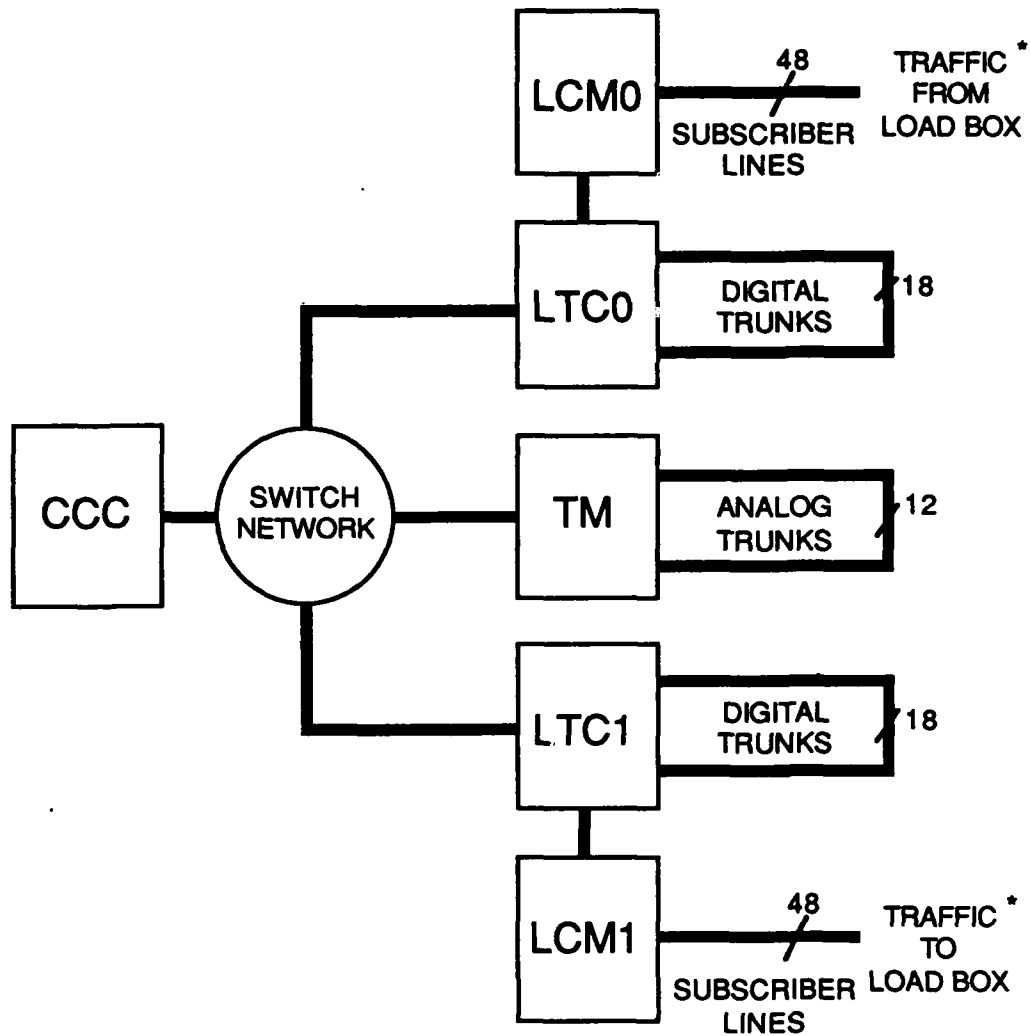 LCM0
48
SUBSCRIBER
LINES
TRAFFIC *
FROM
LOAD BOX
LTC0
DIGITAL
TRUNKS
18
CCC
SWITCH
NETWORK
TM
ANALOG
TRUNKS
12
LTC1
DIGITAL
TRUNKS
18
LCM1
48
SUBSCRIBER
LINES
TRAFFIC *
TO
LOAD BOX